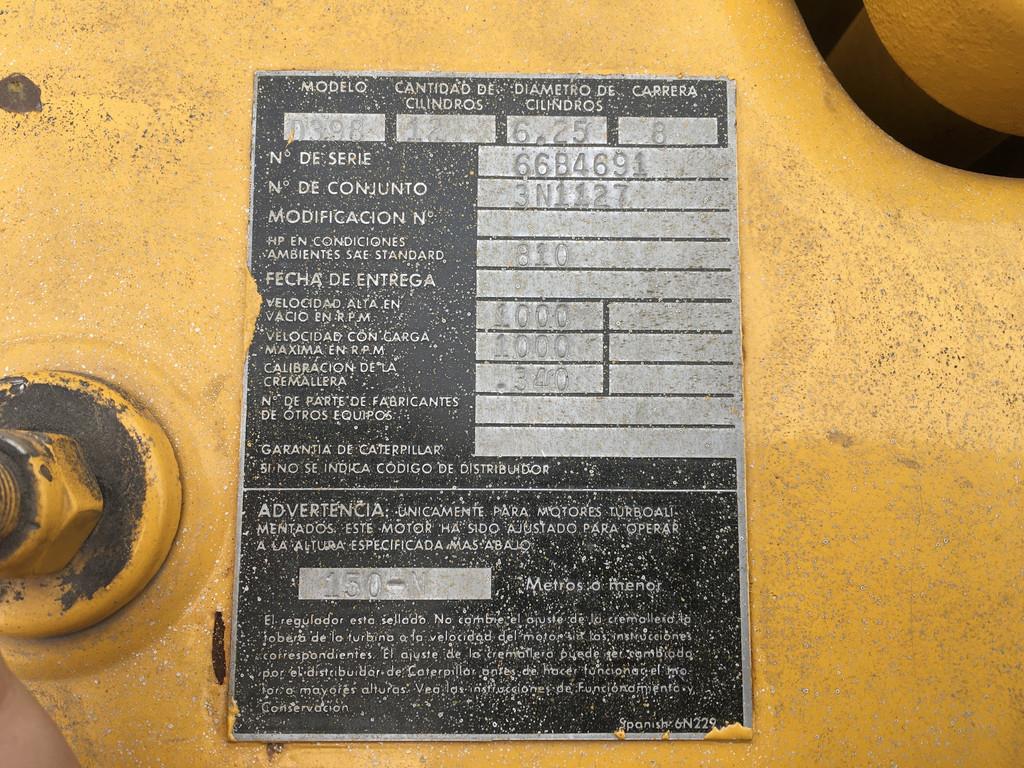 MODELO CANTIDAD DE CILINDROS DIAMETRO DE CILINDROS CARRERA
D398 12 6.25 8
Nº DE SERIE 66B4691
Nº DE CONJUNTO 3N1127
MODIFICACION Nº
HP EN CONDICIONES
AMBIENTES SAE STANDARD 810
FECHA DE ENTREGA
VELOCIDAD ALTA EN
VACIO EN R.P.M. 1000
VELOCIDAD CON CARGA
MAXIMA EN R.P.M. 1000
CALIBRACION DE LA
CREMALLERA .340
Nº DE PARTE DE FABRICANTES
DE OTROS EQUIPOS
GARANTIA DE CATERPILLAR
SI NO SE INDICA CODIGO DE DISTRIBUIDOR
ADVERTENCIA: UNICAMENTE PARA MOTORES TURBOALI-
MENTADOS. ESTE MOTOR HA SIDO AJUSTADO PARA OPERAR
A LA ALTURA ESPECIFICADA MAS ABAJO
150-N Metros o menor
El regulador esta sellado. No cambie el ajuste de la cremallera, la
tobera de la turbina o la velocidad del motor sin las instrucciones
correspondientes. El ajuste de la cremallera puede ser cambiado
por el distribuidor de Caterpillar antes de hacer funcionar el mo-
tor a mayores alturas. Vea las instrucciones de Funcionamiento y
Conservacion
Spanish 6N229